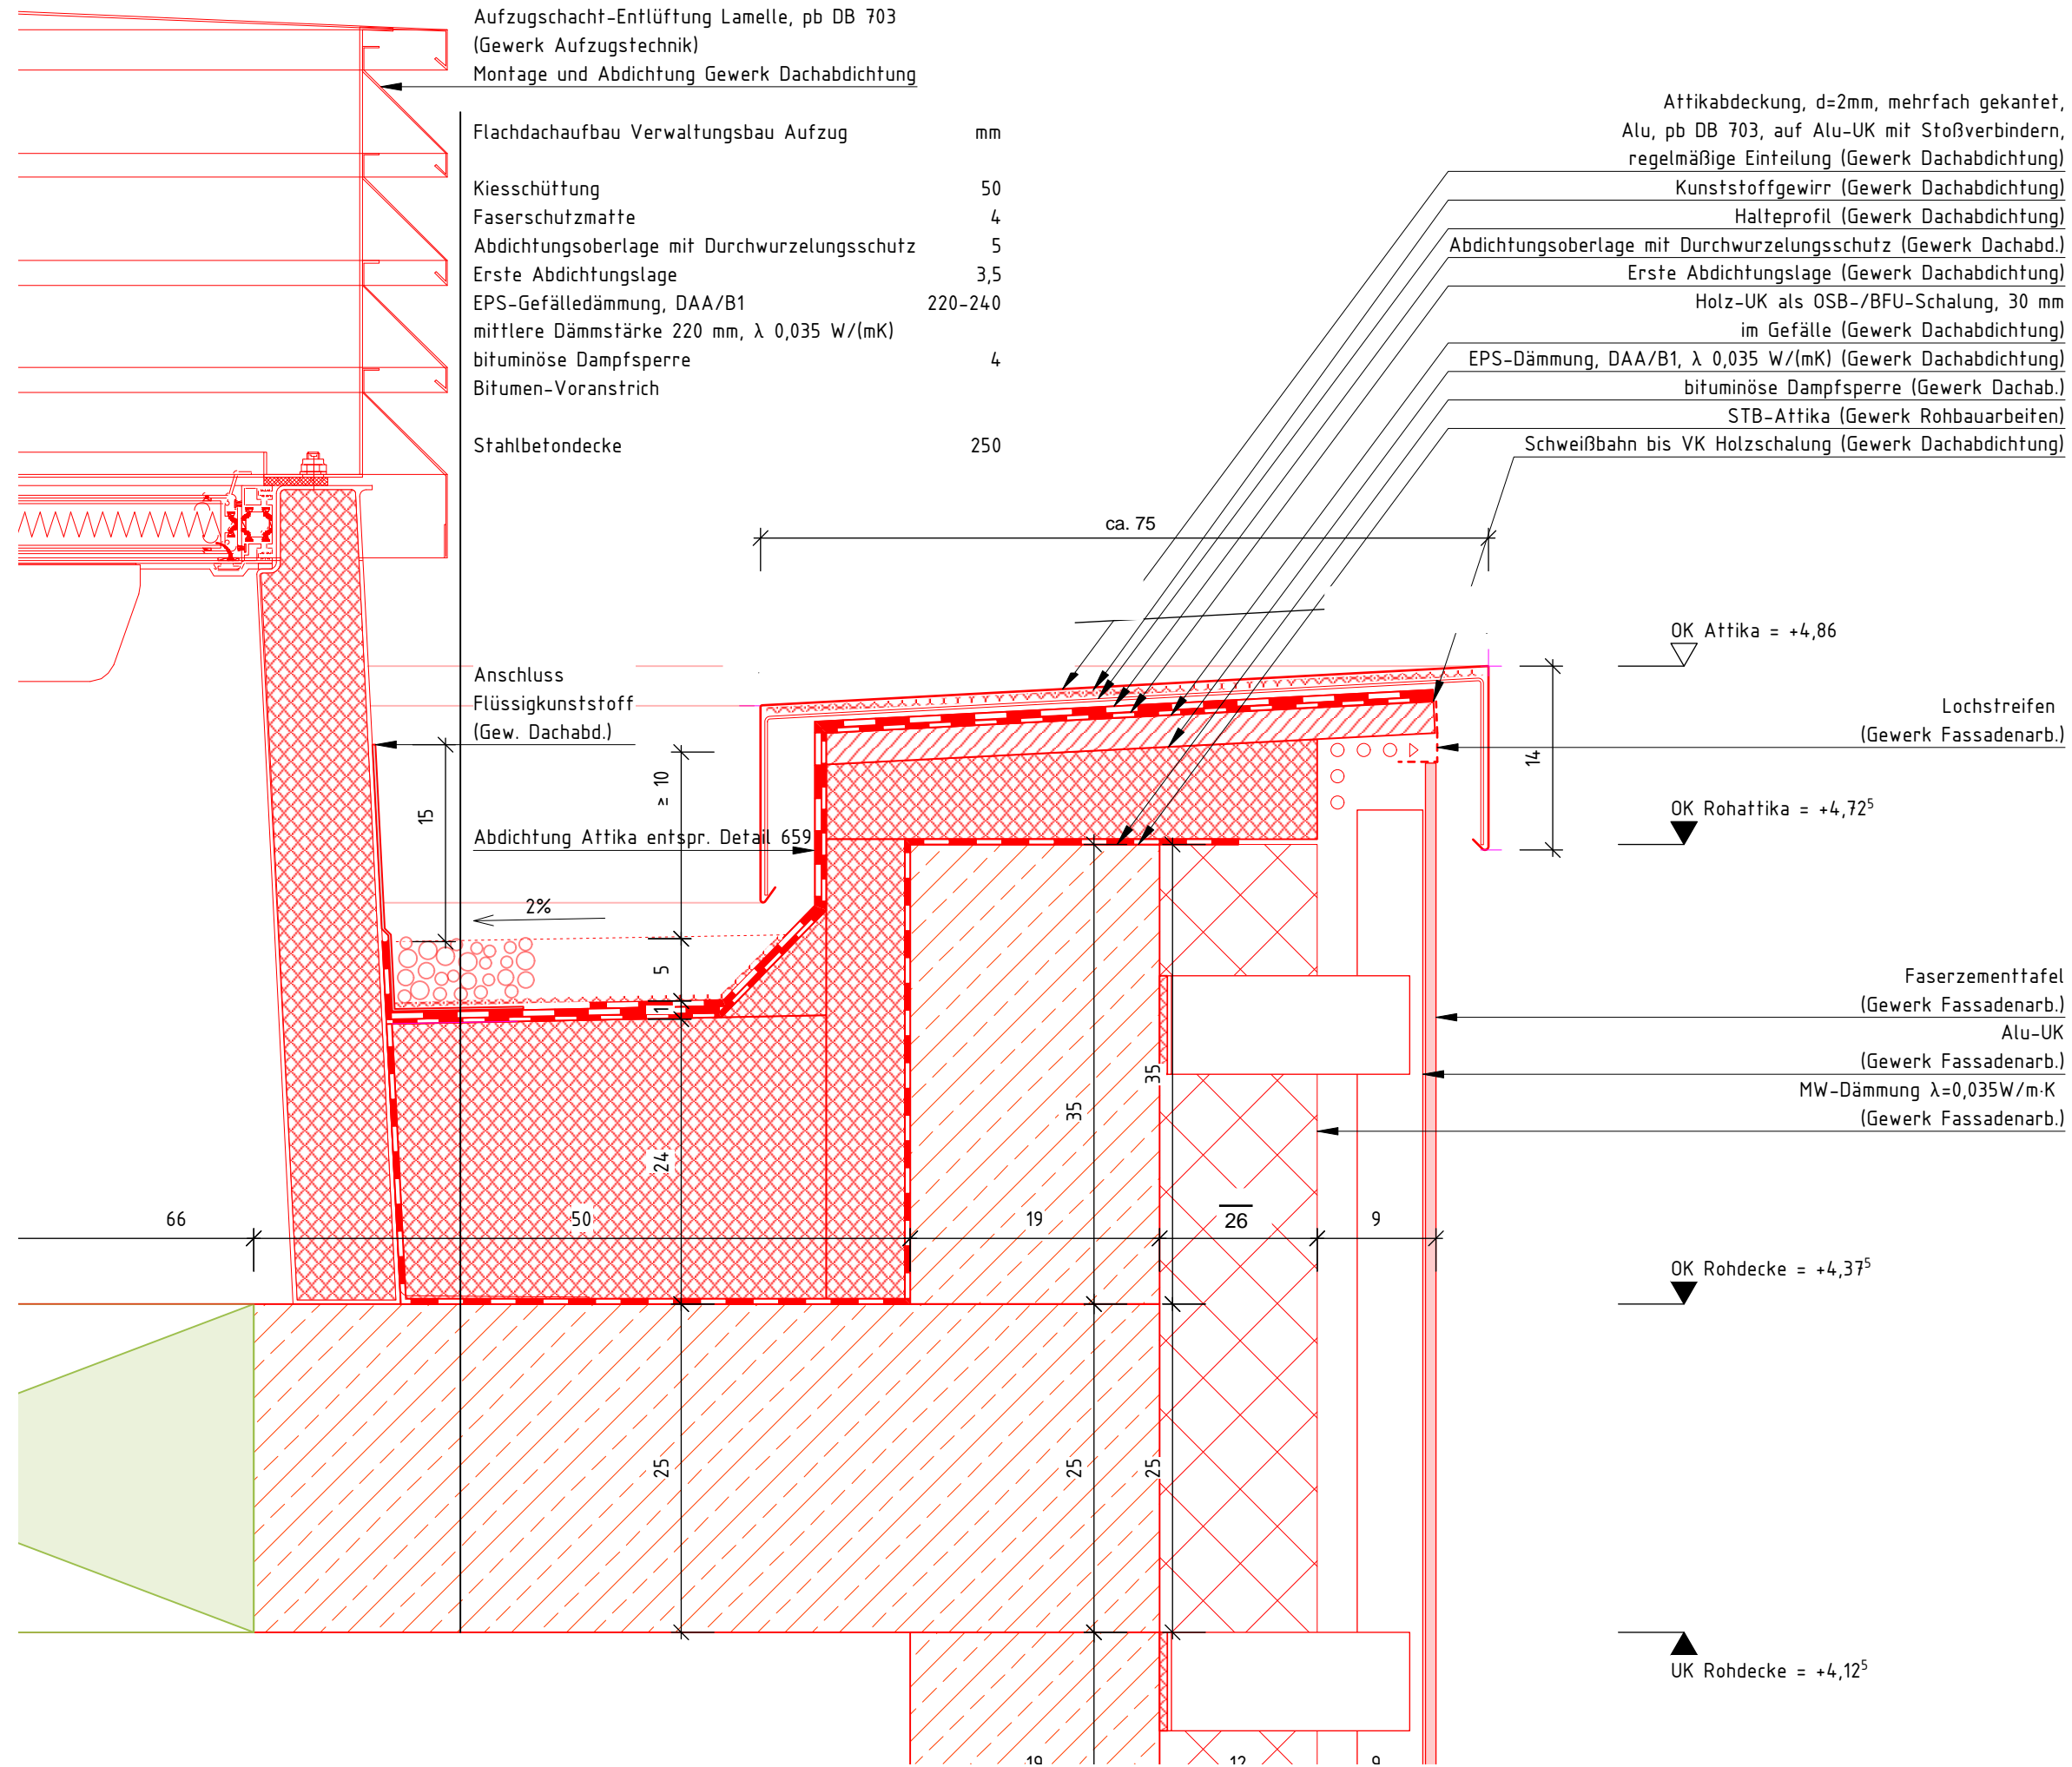 Aufzugschacht-Entlüftung Lamelle, pb DB 703
(Gewerk Aufzugstechnik)
Montage und Abdichtung Gewerk Dachabdichtung
Flachdachaufbau Verwaltungsbau Aufzug mm
Kiesschüttung 50
Faserschutzmatte 4
Abdichtungsoberlage mit Durchwurzelungsschutz 5
Erste Abdichtungslage 3,5
EPS-Gefälledämmung, DAA/B1 220-240
mittlere Dämmstärke 220 mm, λ 0,035 W/(mK)
bituminöse Dampfsperre 4
Bitumen-Voranstrich
Stahlbetondecke 250
Attikabdeckung, d=2mm, mehrfach gekantet,
Alu, pb DB 703, auf Alu-UK mit Stoßverbindern,
regelmäßige Einteilung (Gewerk Dachabdichtung)
Kunststoffgewirr (Gewerk Dachabdichtung)
Halteprofil (Gewerk Dachabdichtung)
Abdichtungsoberlage mit Durchwurzelungsschutz (Gewerk Dachabd.)
Erste Abdichtungslage (Gewerk Dachabdichtung)
Holz-UK als OSB-/BFU-Schalung, 30 mm
im Gefälle (Gewerk Dachabdichtung)
EPS-Dämmung, DAA/B1, λ 0,035 W/(mK) (Gewerk Dachabdichtung)
bituminöse Dampfsperre (Gewerk Dachab.)
STB-Attika (Gewerk Rohbauarbeiten)
Schweißbahn bis VK Holzschalung (Gewerk Dachabdichtung)
ca. 75
OK Attika = +4,86
Anschluss
Flüssigkunststoff
(Gew. Dachabd.)
Lochstreifen
(Gewerk Fassadenarb.)
14
≥ 10
15
OK Rohattika = +4,72⁵
Abdichtung Attika entspr. Detail 659
2%
5
1
Faserzementtafel
(Gewerk Fassadenarb.)
Alu-UK
(Gewerk Fassadenarb.)
MW-Dämmung λ=0,035W/m·K
(Gewerk Fassadenarb.)
35
35
24
66
50
19
26
9
OK Rohdecke = +4,37⁵
25
25
25
UK Rohdecke = +4,12⁵
19
12
9